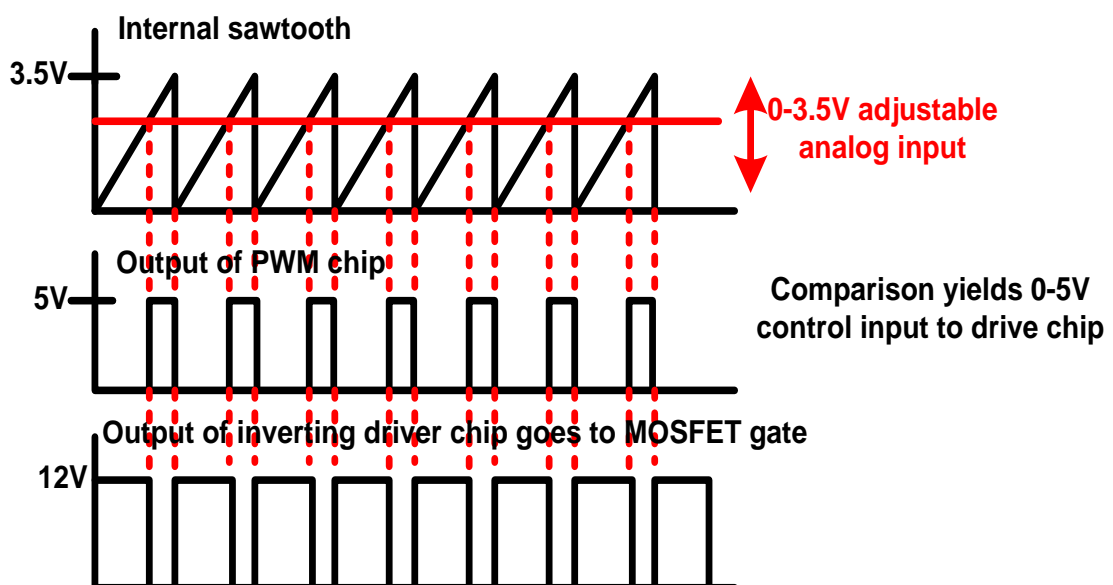 Internal sawtooth
3.5V
0-3.5V adjustable
analog input
Output of PWM chip
5V
Comparison yields 0-5V
control input to drive chip
Output of inverting driver chip goes to MOSFET gate
12V